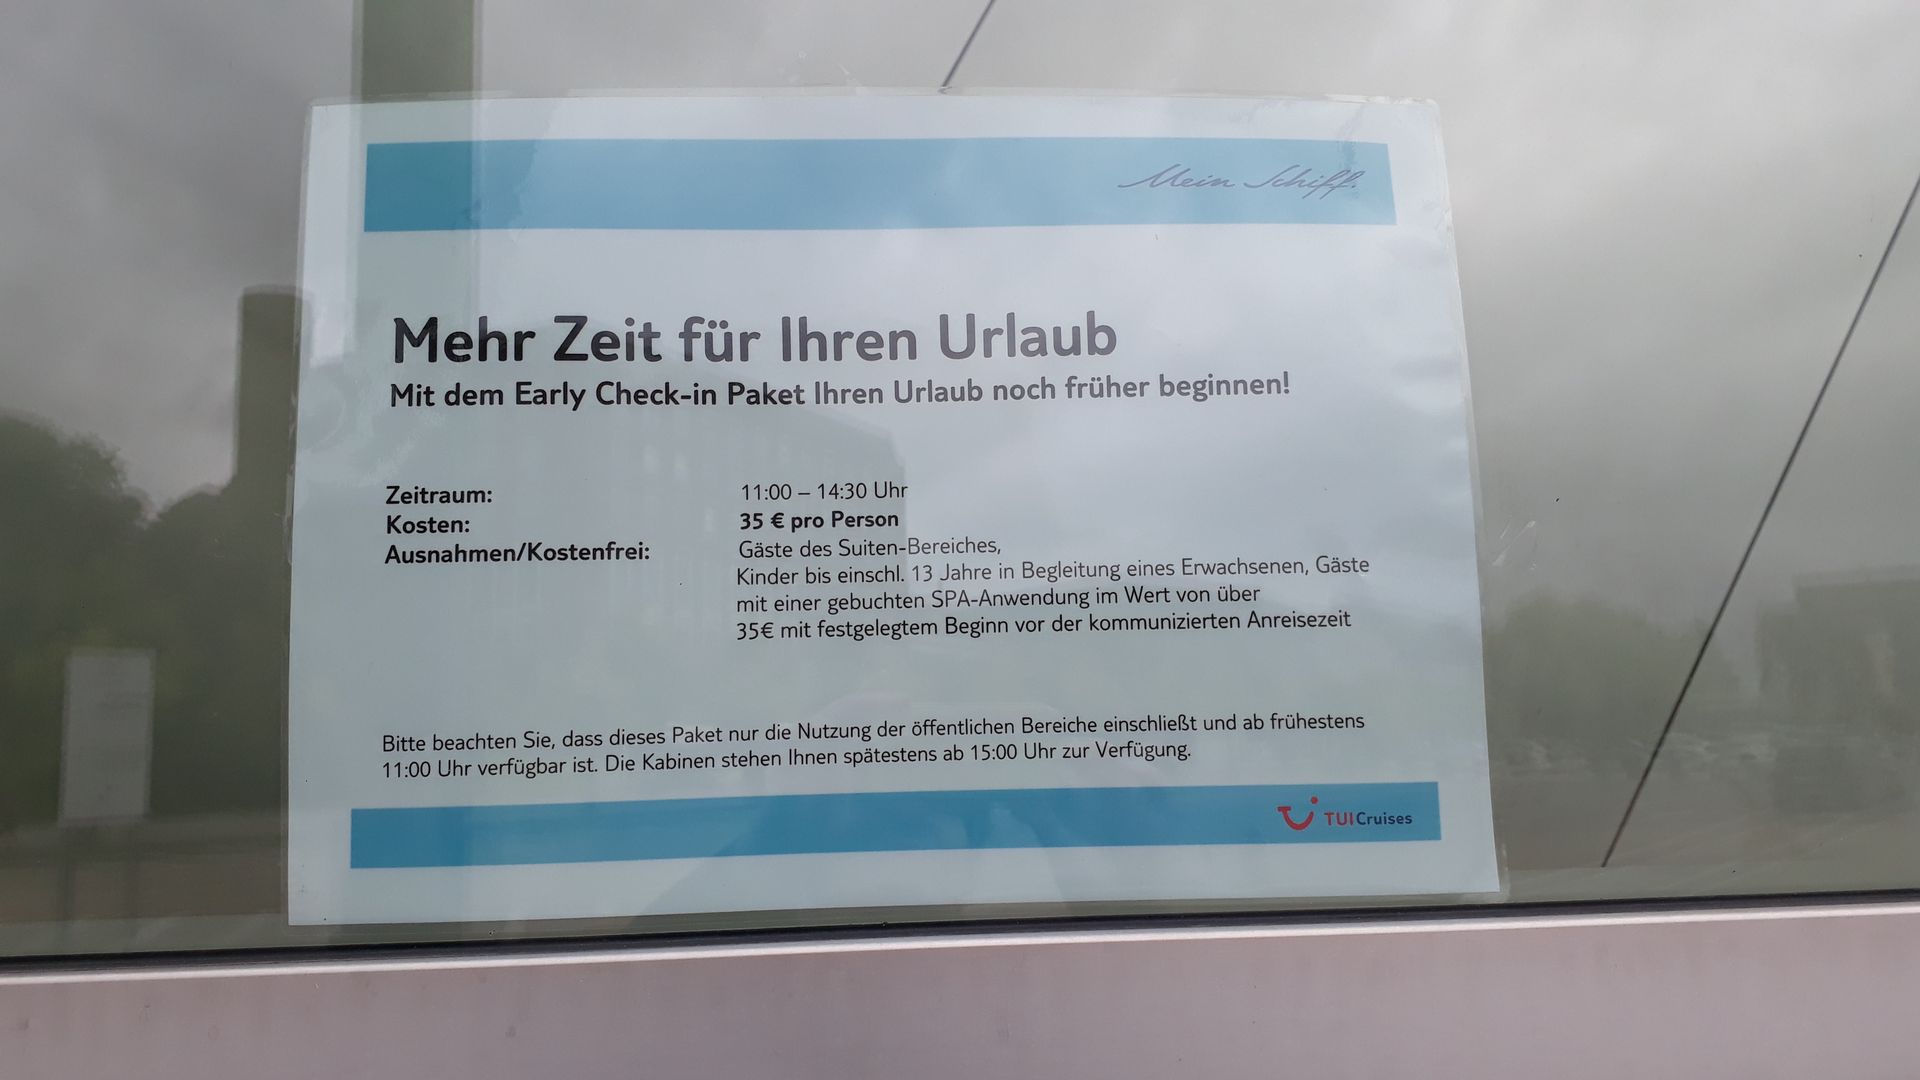 Mein Schiff.
Mehr Zeit für Ihren Urlaub
Mit dem Early Check-in Paket Ihren Urlaub noch früher beginnen!
Zeitraum: 11:00 – 14:30 Uhr
Kosten: 35 € pro Person
Ausnahmen/Kostenfrei: Gäste des Suiten-Bereiches,
Kinder bis einschl. 13 Jahre in Begleitung eines Erwachsenen, Gäste
mit einer gebuchten SPA-Anwendung im Wert von über
35€ mit festgelegtem Beginn vor der kommunizierten Anreisezeit
Bitte beachten Sie, dass dieses Paket nur die Nutzung der öffentlichen Bereiche einschließt und ab frühestens
11:00 Uhr verfügbar ist. Die Kabinen stehen Ihnen spätestens ab 15:00 Uhr zur Verfügung.
TUI Cruises